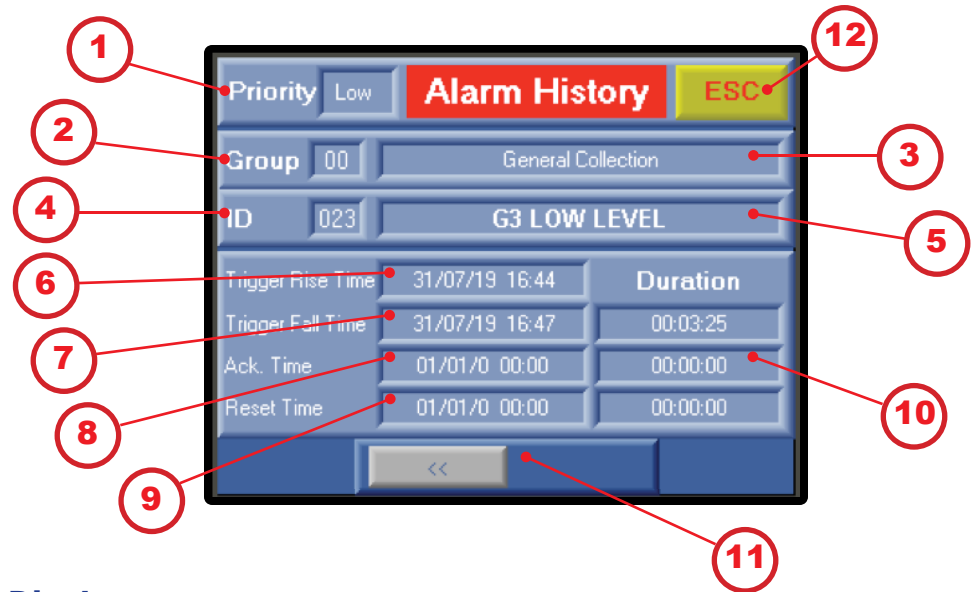 1
12
Priority Low Alarm History ESC
2
Group 00 General Collection
3
4
ID 023 G3 LOW LEVEL
5
6
Trigger Rise Time 31/07/19 16:44 Duration
Trigger Fall Time 31/07/19 16:47 00:03:25
7
Ack. Time 01/01/0 00:00 00:00:00
10
8
Reset Time 01/01/0 00:00 00:00:00
<<
9
11